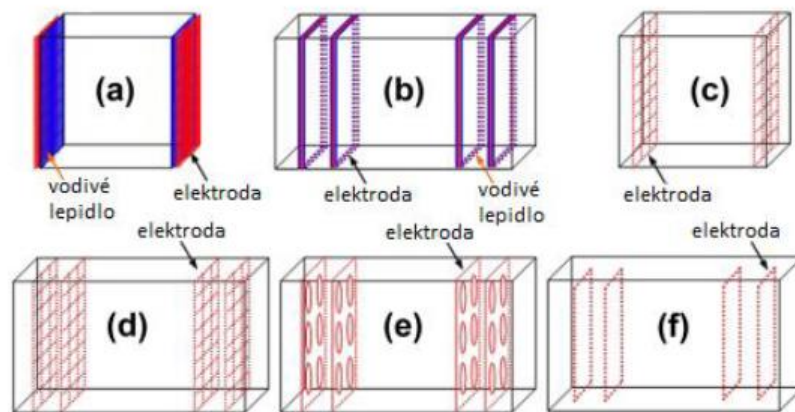 (a)
(b)
(c)
vodivé
lepidlo
elektroda
elektroda
vodivé
lepidlo
elektroda
elektroda
elektroda
elektroda
(d)
(e)
(f)